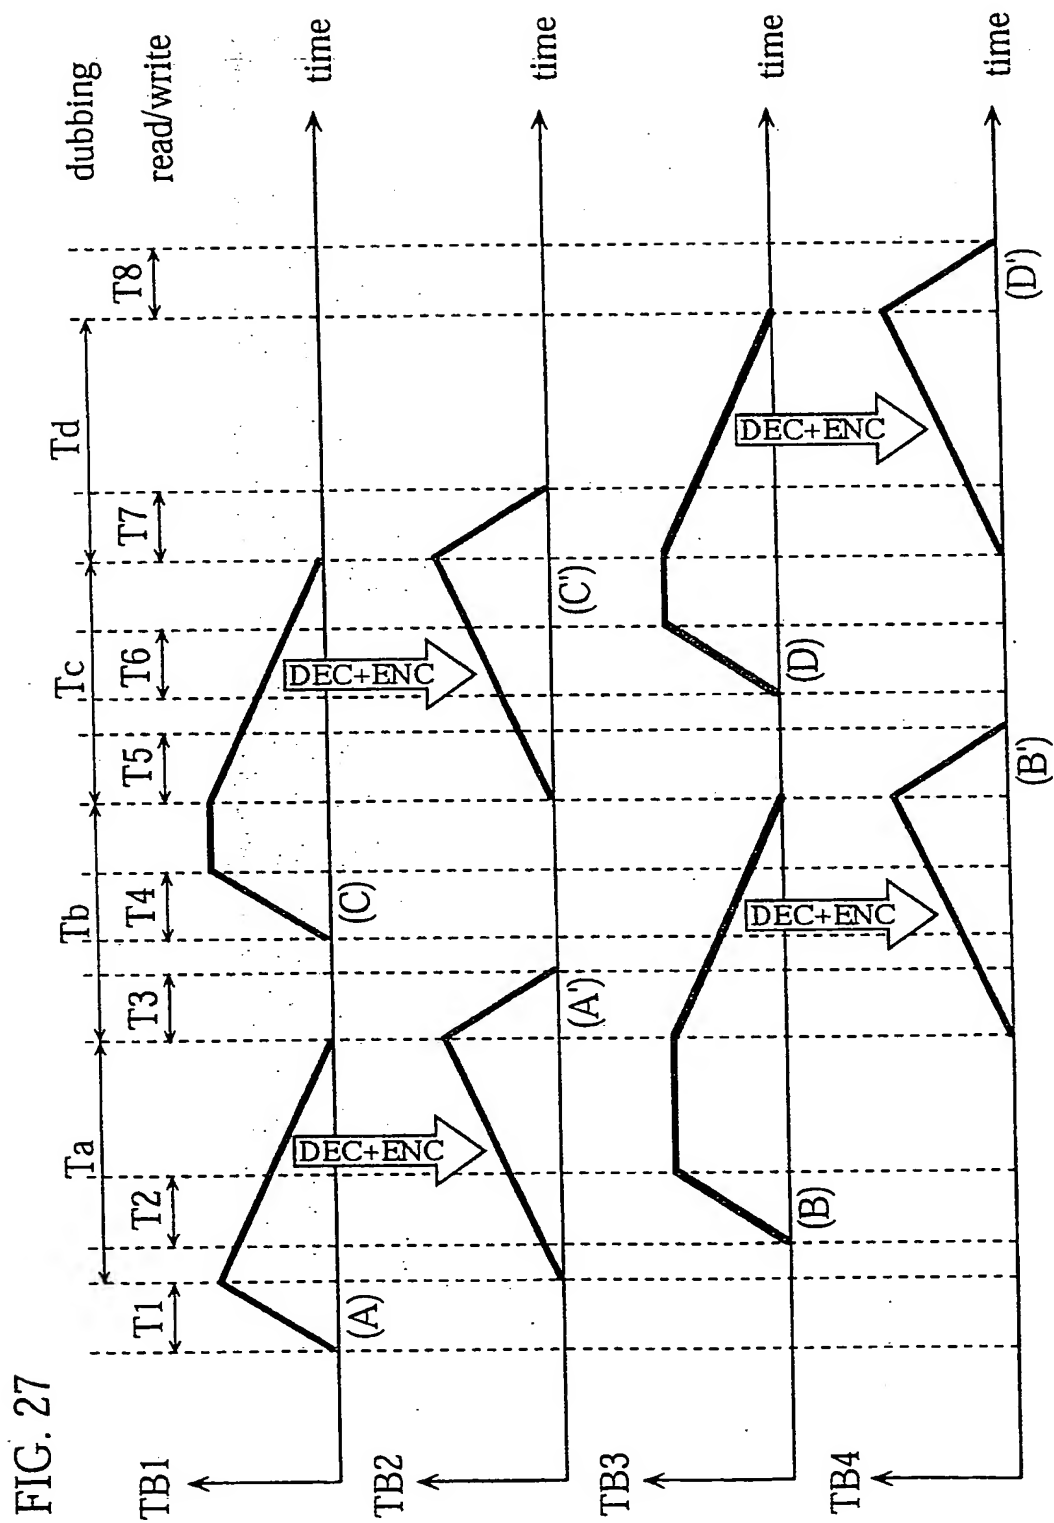 FIG. 27
dubbing
Ta
Tb
Tc
Td
read/write
T1
T2
T3
T4
T5
T6
T7
T8
TB1
(A)
DEC+ENC
(C)
DEC+ENC
time
TB2
(A')
(C')
time
TB3
(B)
DEC+ENC
(D)
DEC+ENC
time
TB4
(B')
(D')
time